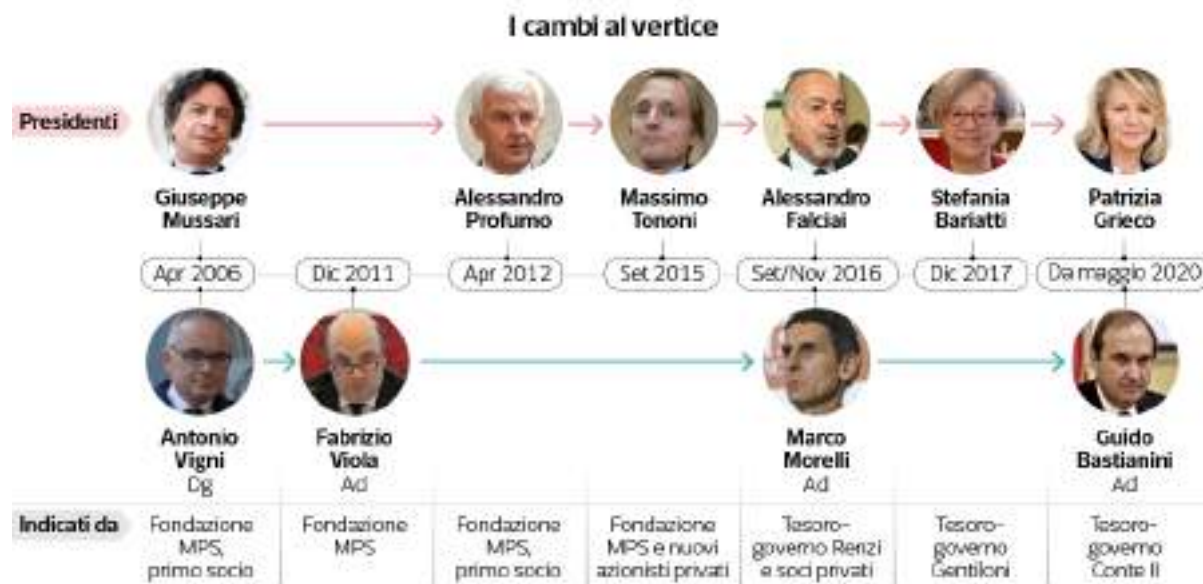 I cambi al vertice
Presidenti
Giuseppe
Mussari
Alessandro
Profumo
Massimo
Tononi
Alessandro
Falciai
Stefania
Bariatti
Patrizia
Grieco
Apr 2006
Dic 2011
Apr 2012
Set 2015
Set/Nov 2016
Dic 2017
Da maggio 2020
Antonio
Vigni
Dg
Fabrizio
Viola
Ad
Marco
Morelli
Ad
Guido
Bastianini
Ad
Indicati da
Fondazione
MPS,
primo socio
Fondazione
MPS
Fondazione
MPS,
primo socio
Fondazione
MPS e nuovi
azionisti privati
Tesoro-
governo Renzi
e soci privati
Tesoro-
governo
Gentiloni
Tesoro-
governo
Conte II